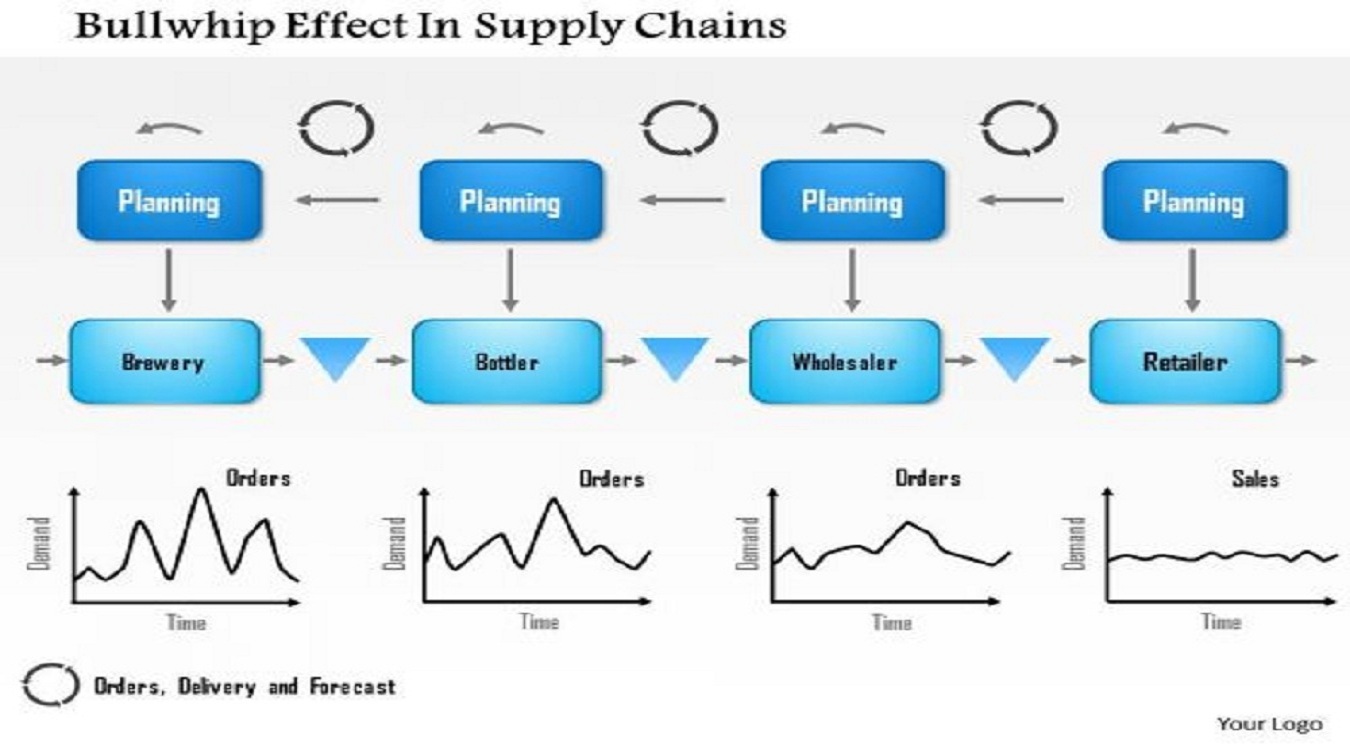 Bullwhip Effect In Supply Chains
Planning Planning Planning Planning
Brewery Bottler Wholesaler Retailer
Orders Orders Orders Sales
Demand Demand Demand Demand
Time Time Time Time
Orders, Delivery and Forecast
Your Logo